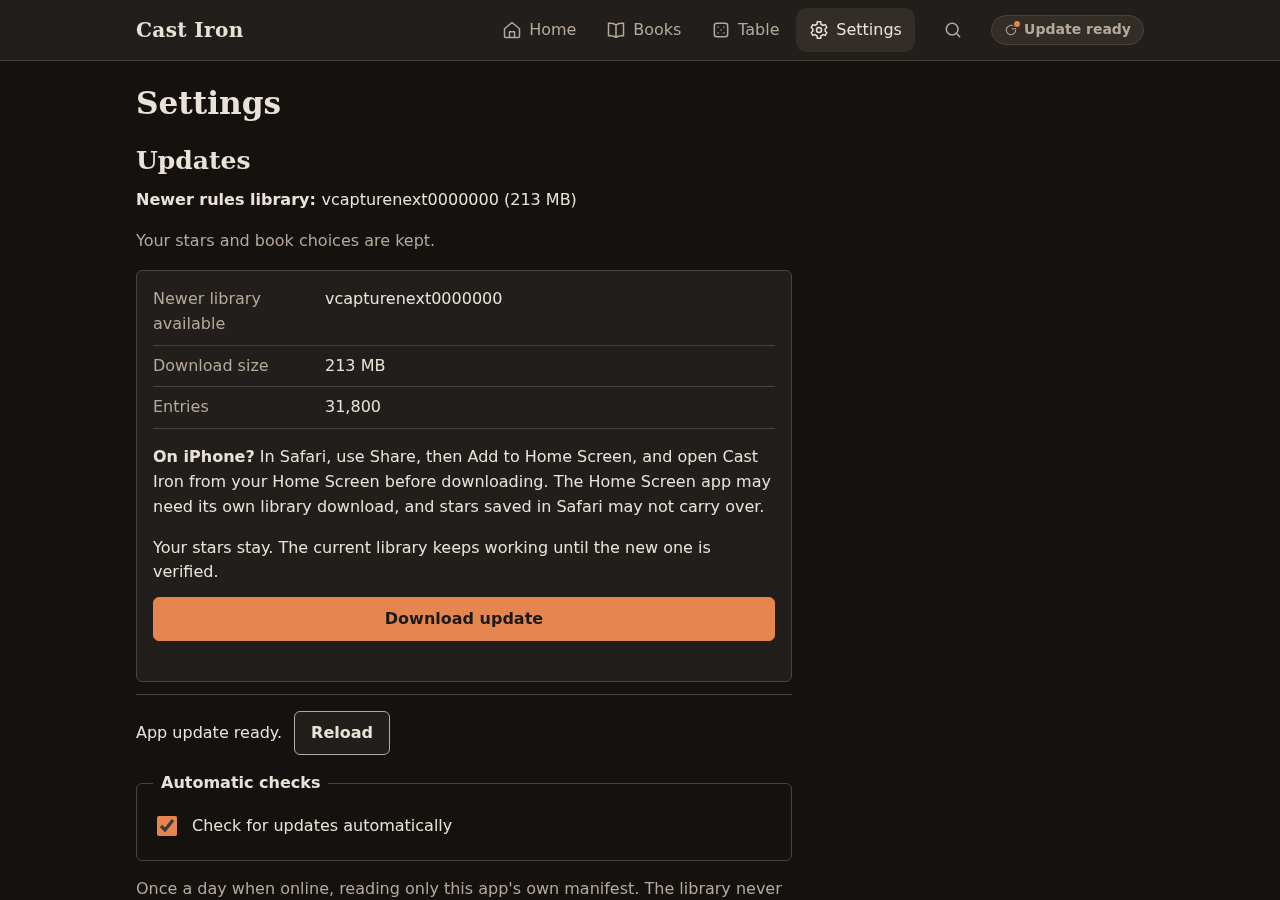 Cast Iron
Home
Books
Table
Settings
Update ready
Settings
Updates
Newer rules library: vcapturenext0000000 (213 MB)
Your stars and book choices are kept.
Newer library
available
vcapturenext0000000
Download size
213 MB
Entries
31,800
On iPhone? In Safari, use Share, then Add to Home Screen, and open Cast
Iron from your Home Screen before downloading. The Home Screen app may
need its own library download, and stars saved in Safari may not carry over.
Your stars stay. The current library keeps working until the new one is
verified.
Download update
App update ready.
Reload
Automatic checks
Check for updates automatically
Once a day when online, reading only this app's own manifest. The library never